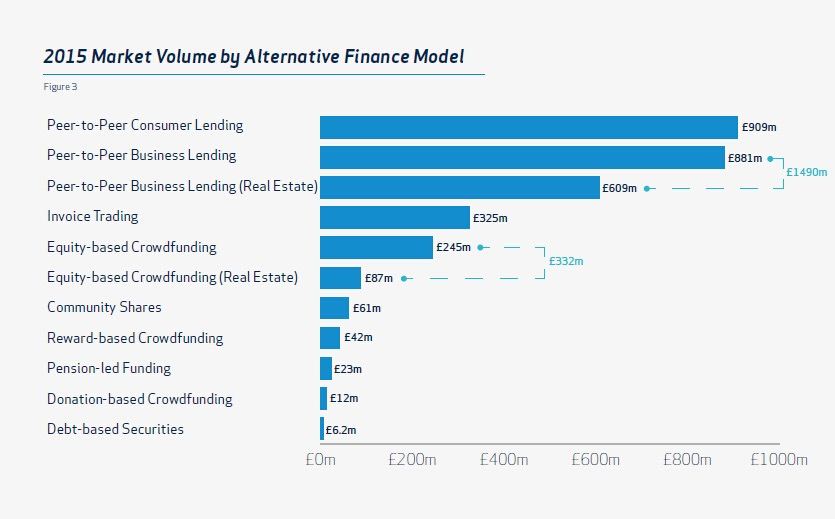 2015 Market Volume by Alternative Finance Model
Figure 3
Peer-to-Peer Consumer Lending £909m
Peer-to-Peer Business Lending £881m
£1490m
Peer-to-Peer Business Lending (Real Estate) £609m
Invoice Trading £325m
Equity-based Crowdfunding £245m
£332m
Equity-based Crowdfunding (Real Estate) £87m
Community Shares £61m
Reward-based Crowdfunding £42m
Pension-led Funding £23m
Donation-based Crowdfunding £12m
Debt-based Securities £6.2m
£0m £200m £400m £600m £800m £1000m